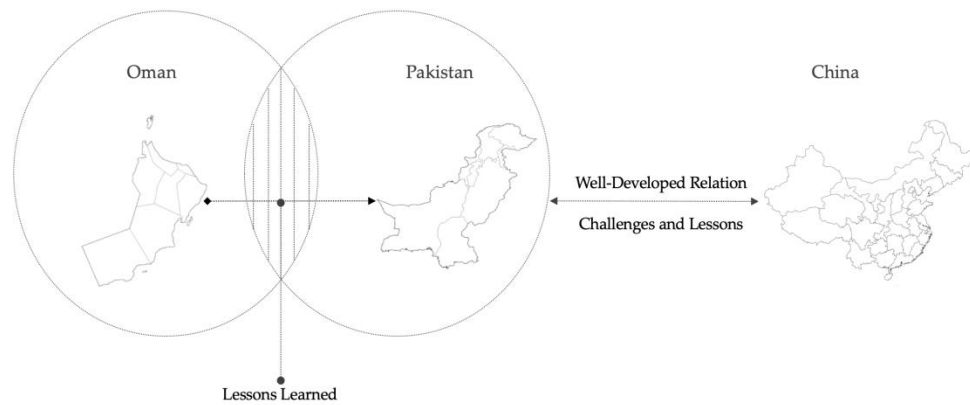 Oman
Pakistan
China
Well-Developed Relation
Challenges and Lessons
Lessons Learned